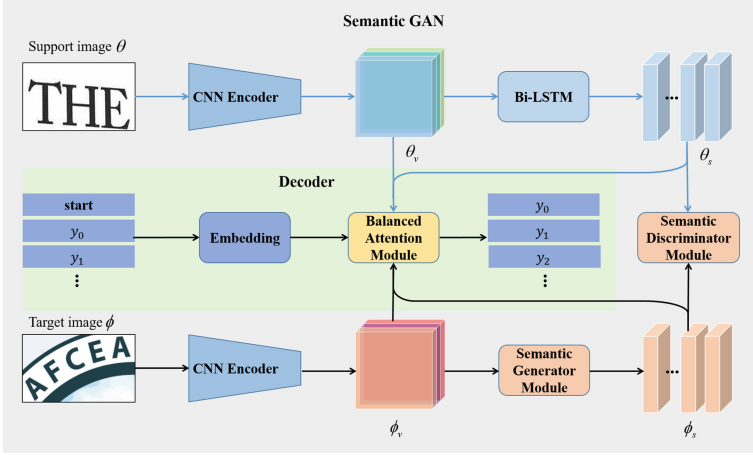 Semantic GAN
Support image θ
THE
CNN Encoder
Bi-LSTM
...
θv
θs
Decoder
start
y0
y1
⋮
Embedding
Balanced
Attention
Module
y0
y1
y2
⋮
Semantic
Discriminator
Module
Target image ϕ
AFCEA
CNN Encoder
Semantic
Generator
Module
...
ϕv
ϕs